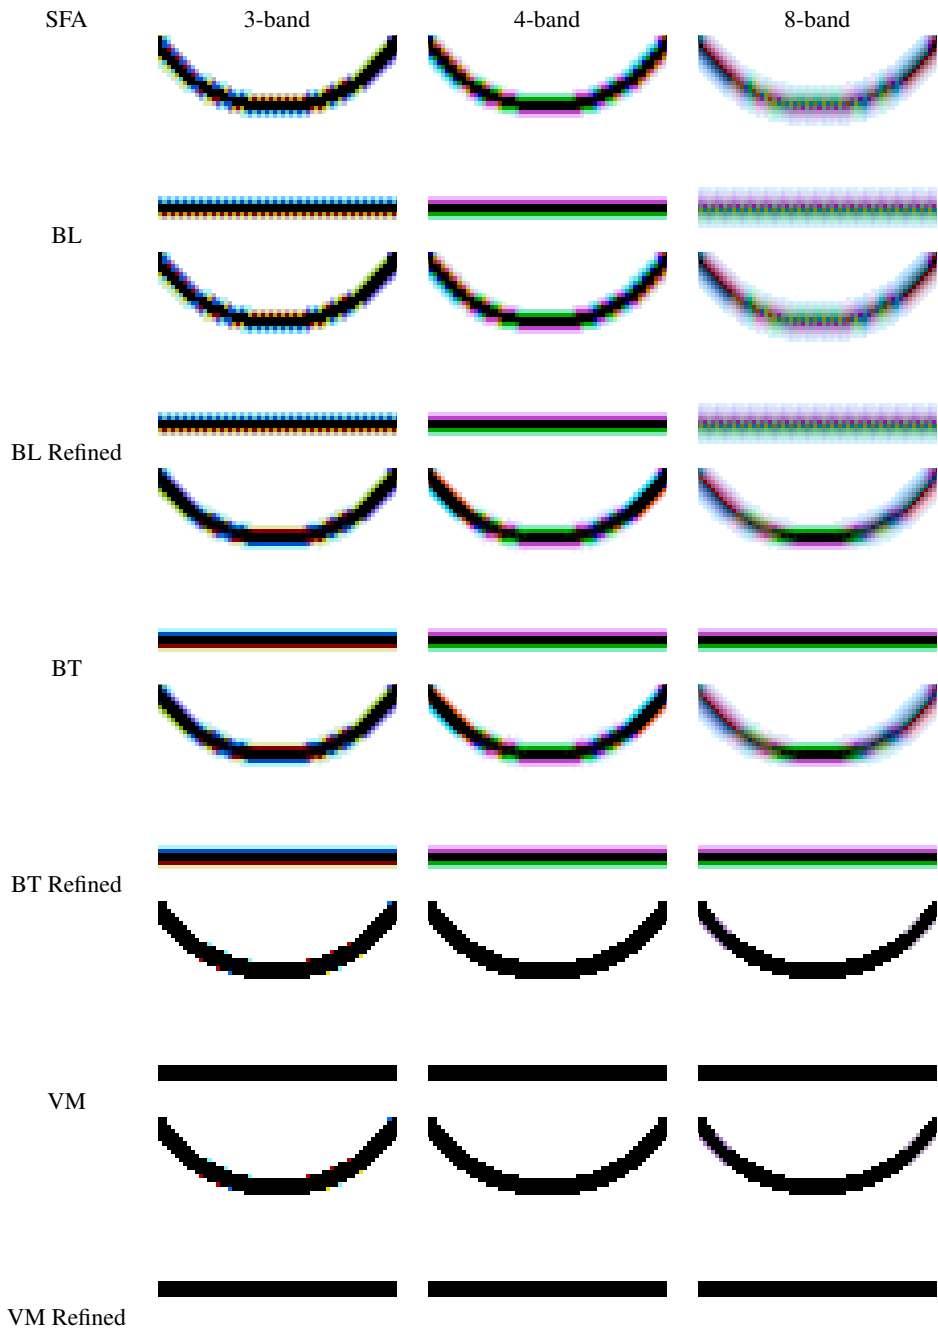 SFA 3-band 4-band 8-band
BL
BL Refined
BT
BT Refined
VM
VM Refined